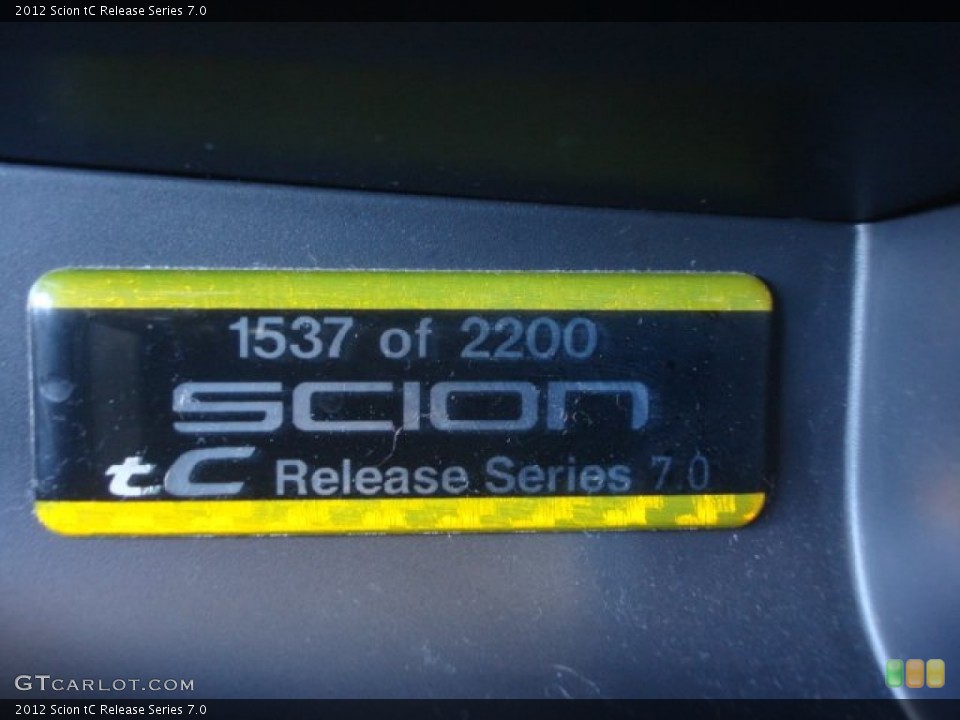 2012 Scion tC Release Series 7.0
1537 of 2200
SCION
tC Release Series 7.0
GTCARLOT.COM
2012 Scion tC Release Series 7.0